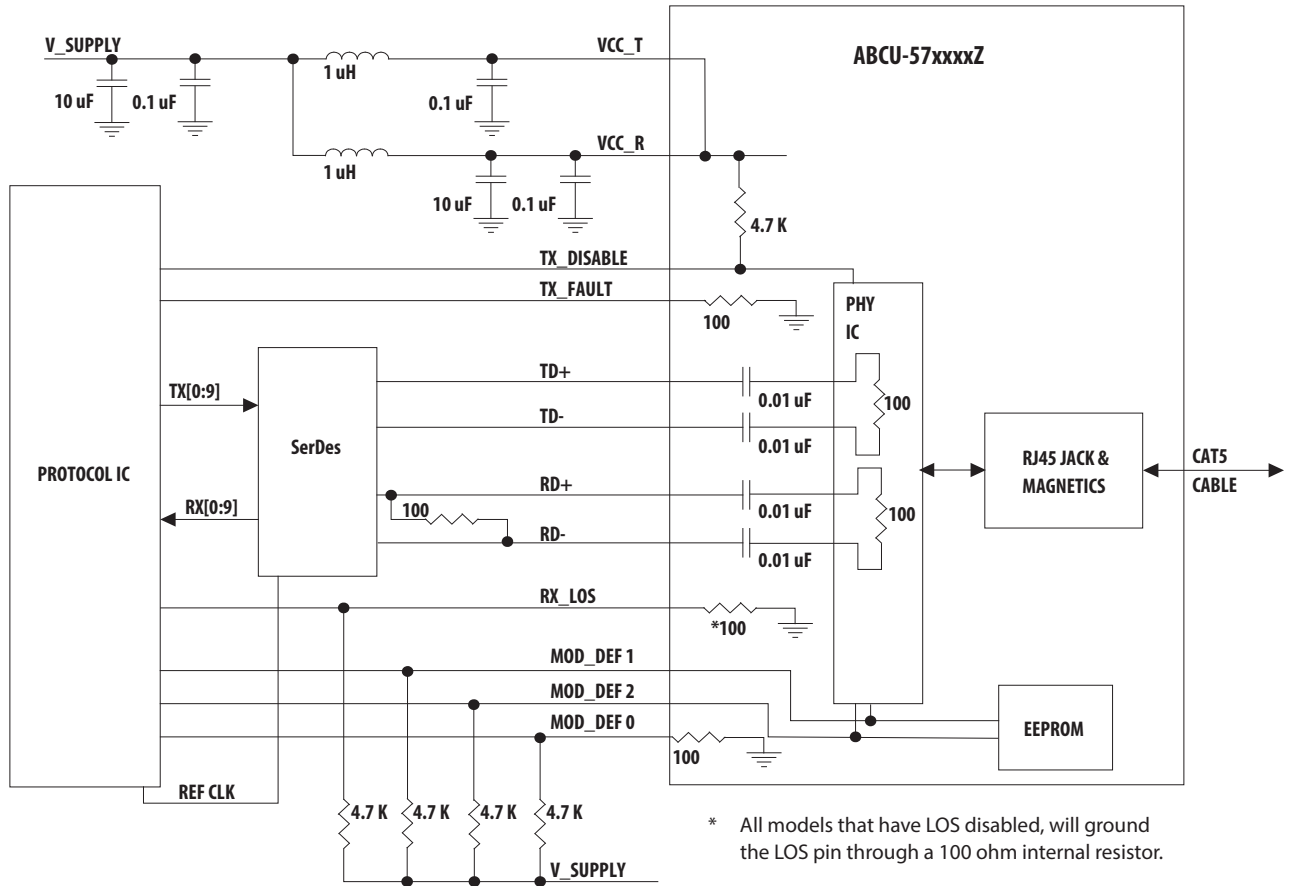 V_SUPPLY
VCC_T
ABCU-57xxxxZ
1 uH
10 uF
0.1 uF
0.1 uF
VCC_R
1 uH
10 uF
0.1 uF
4.7 K
TX_DISABLE
TX_FAULT
100
PHY
IC
TD+
TX[0:9]
0.01 uF
100
TD-
0.01 uF
SerDes
PROTOCOL IC
RJ45 JACK &
MAGNETICS
CAT5
CABLE
RD+
RX[0:9]
100
0.01 uF
100
RD-
0.01 uF
RX_LOS
*100
MOD_DEF 1
MOD_DEF 2
MOD_DEF 0
100
EEPROM
REF CLK
4.7 K
4.7 K
4.7 K
4.7 K
V_SUPPLY
* All models that have LOS disabled, will ground
the LOS pin through a 100 ohm internal resistor.